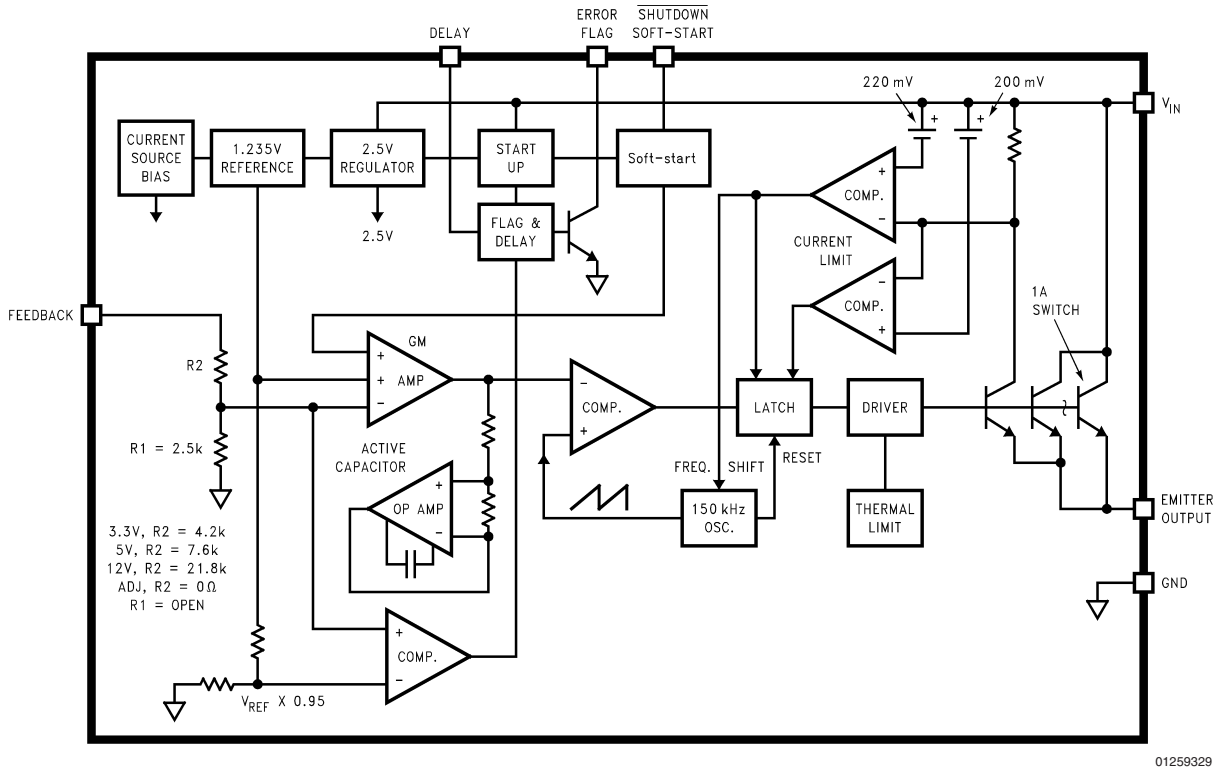 DELAY
ERROR
FLAG
SHUTDOWN
SOFT-START
220 mV
200 mV
VIN
CURRENT
SOURCE
BIAS
1.235V
REFERENCE
2.5V
REGULATOR
START
UP
Soft-start
2.5V
FLAG &
DELAY
+
COMP.
−
CURRENT
LIMIT
−
COMP.
+
1A
SWITCH
FEEDBACK
R2
R1 = 2.5k
GM
+
+
AMP
−
−
COMP.
+
LATCH
DRIVER
ACTIVE
CAPACITOR
+
OP AMP
−
FREQ. SHIFT
RESET
150 kHz
OSC.
THERMAL
LIMIT
EMITTER
OUTPUT
3.3V, R2 = 4.2k
5V, R2 = 7.6k
12V, R2 = 21.8k
ADJ, R2 = 0Ω
R1 = OPEN
GND
+
COMP.
−
VREF X 0.95
01259329